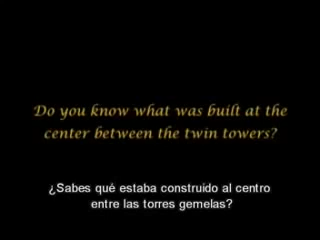 Do you know what was built at the
center between the twin towers?
¿Sabes qué estaba construido al centro
entre las torres gemelas?